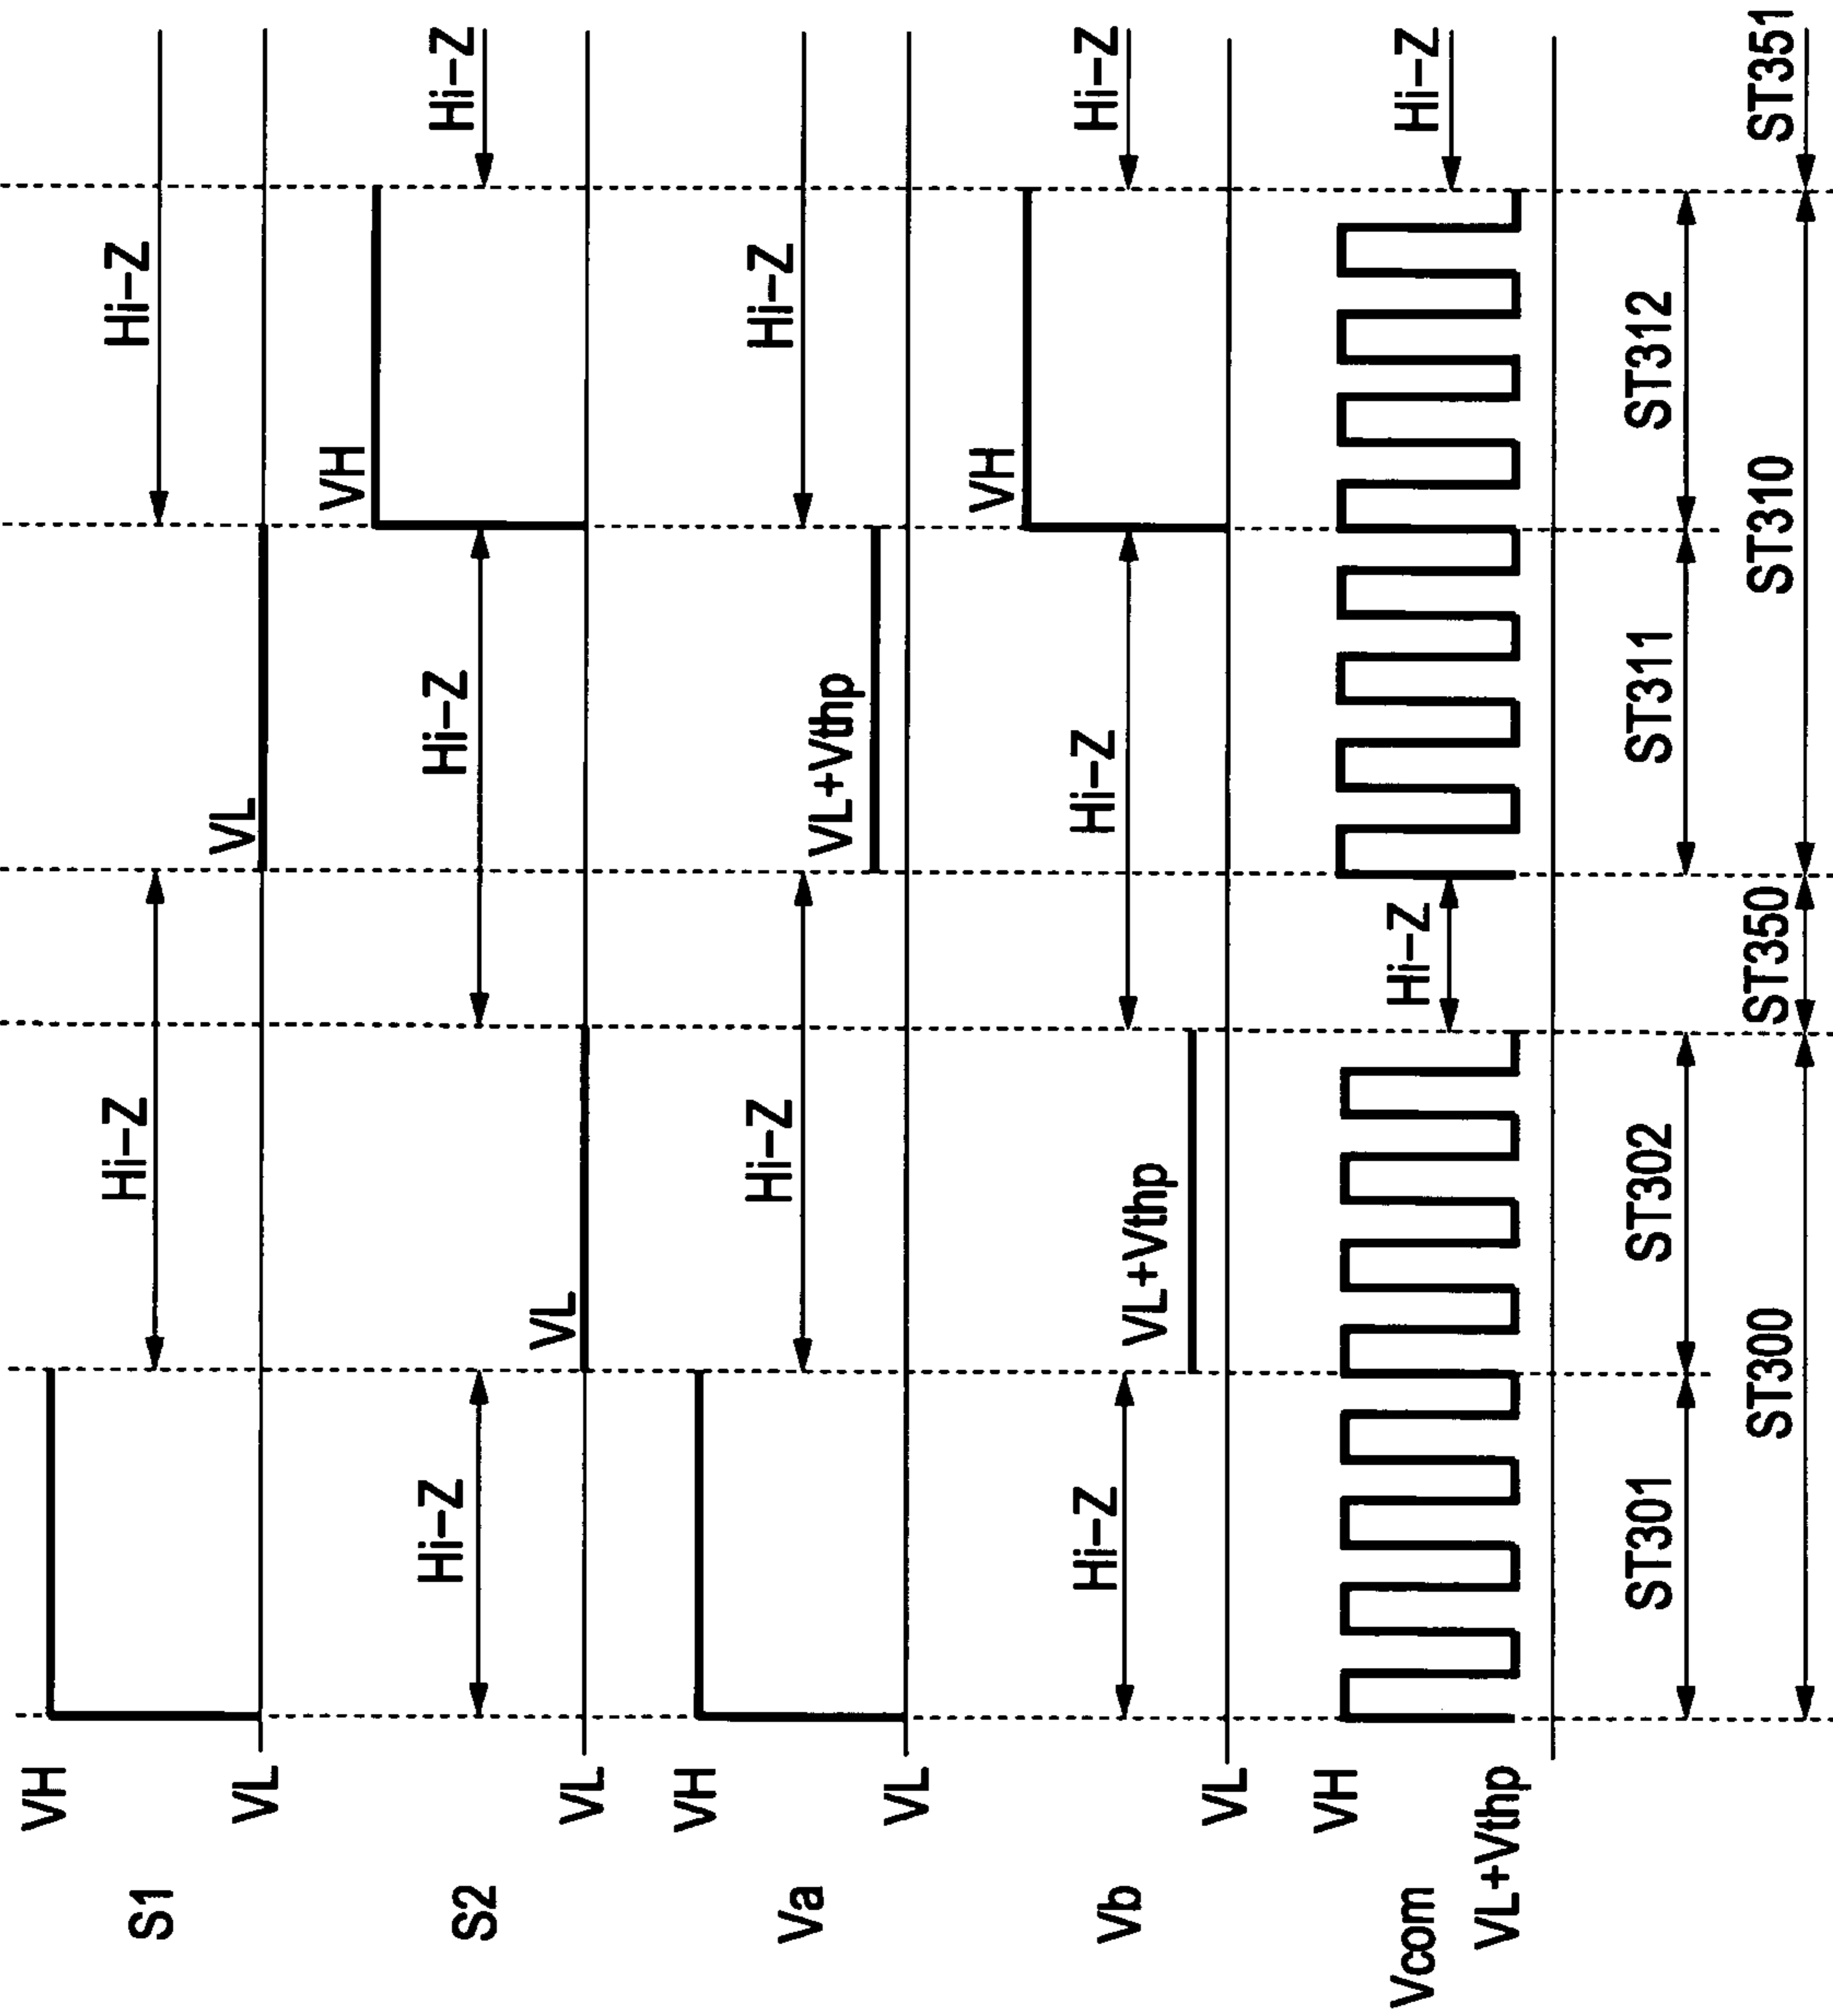 S1
VH
VL
Hi-Z
VL
Hi-Z
S2
VL
Hi-Z
VL
Hi-Z
VH
Hi-Z
Va
VH
VL
Hi-Z
VL+Vthp
Hi-Z
Vb
VL
Hi-Z
VL+Vthp
Hi-Z
VH
Hi-Z
Vcom
VH
VL+Vthp
Hi-Z
Hi-Z
ST301
ST302
ST311
ST312
ST300
ST350
ST310
ST351